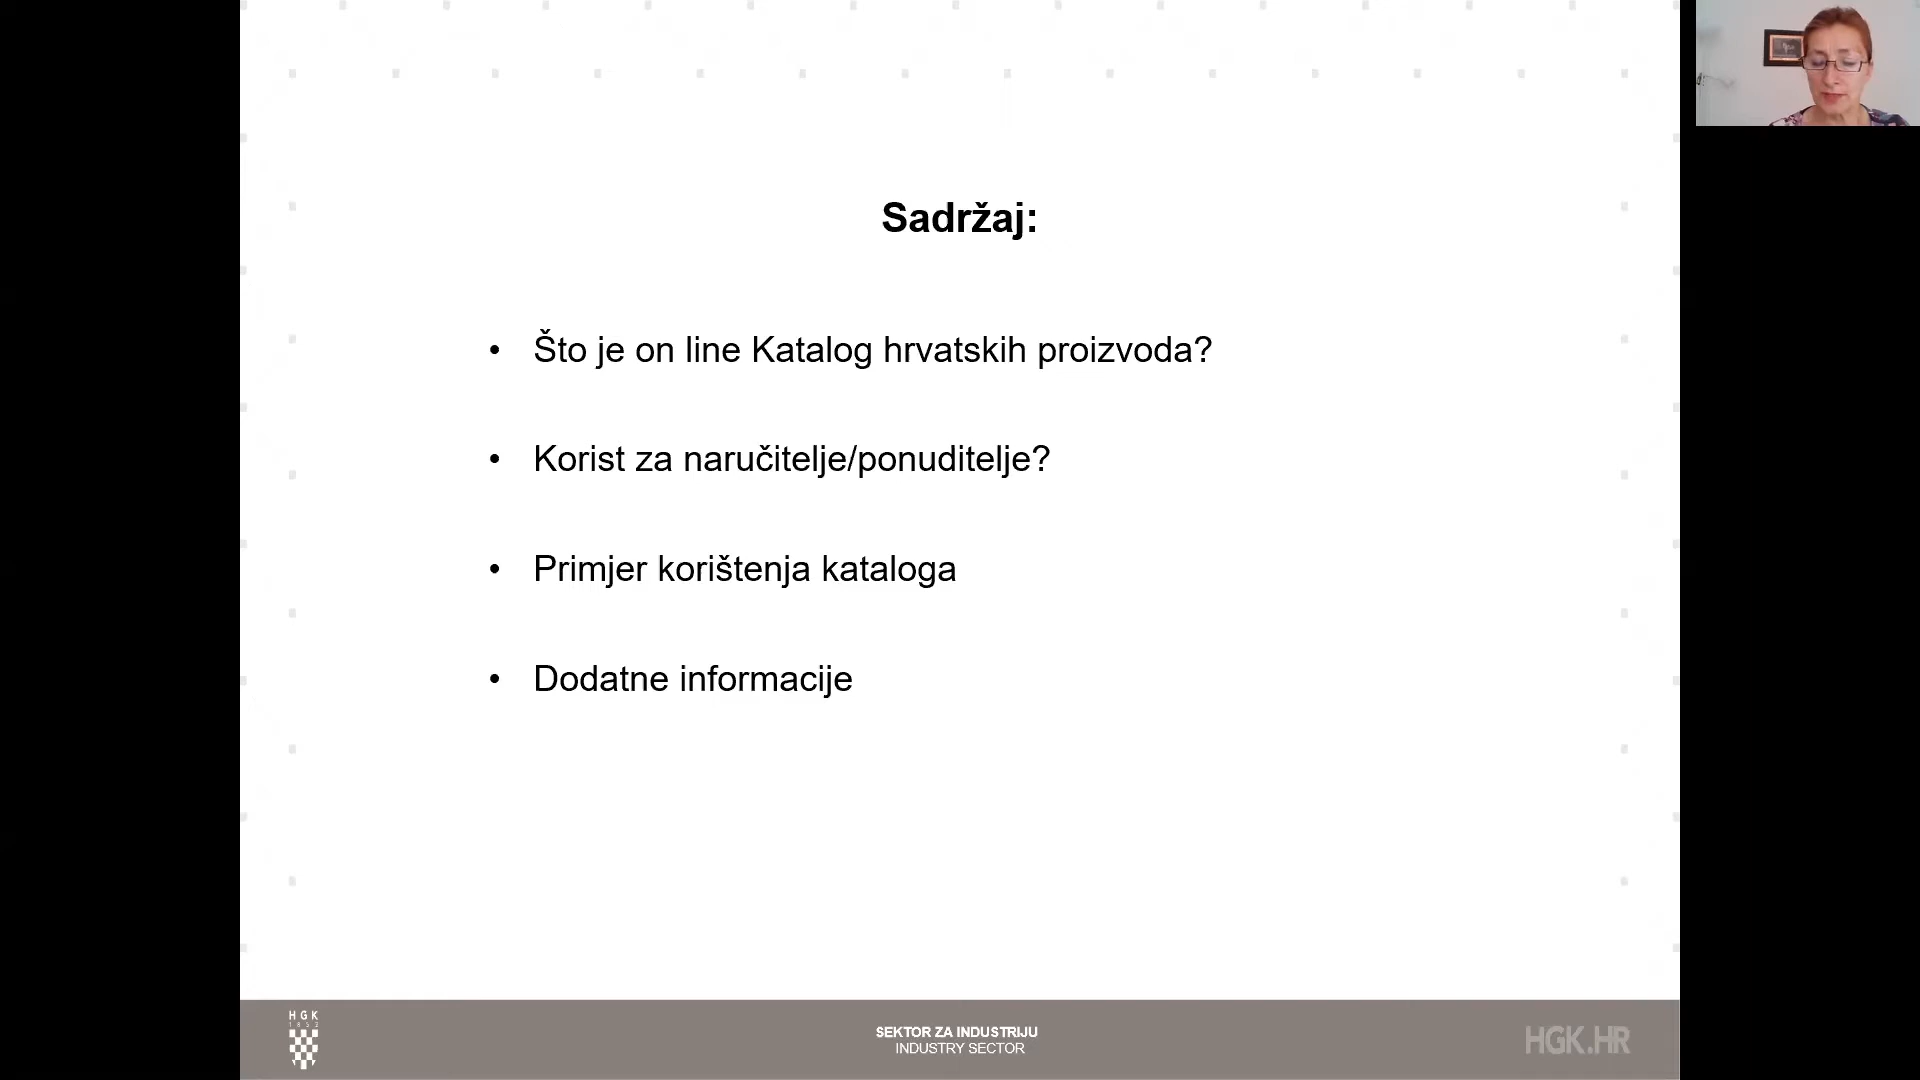 Sadržaj:
• Što je on line Katalog hrvatskih proizvoda?
• Korist za naručitelje/ponuditelje?
• Primjer korištenja kataloga
• Dodatne informacije
HGK
1852
SEKTOR ZA INDUSTRIJU
INDUSTRY SECTOR
HGK.HR